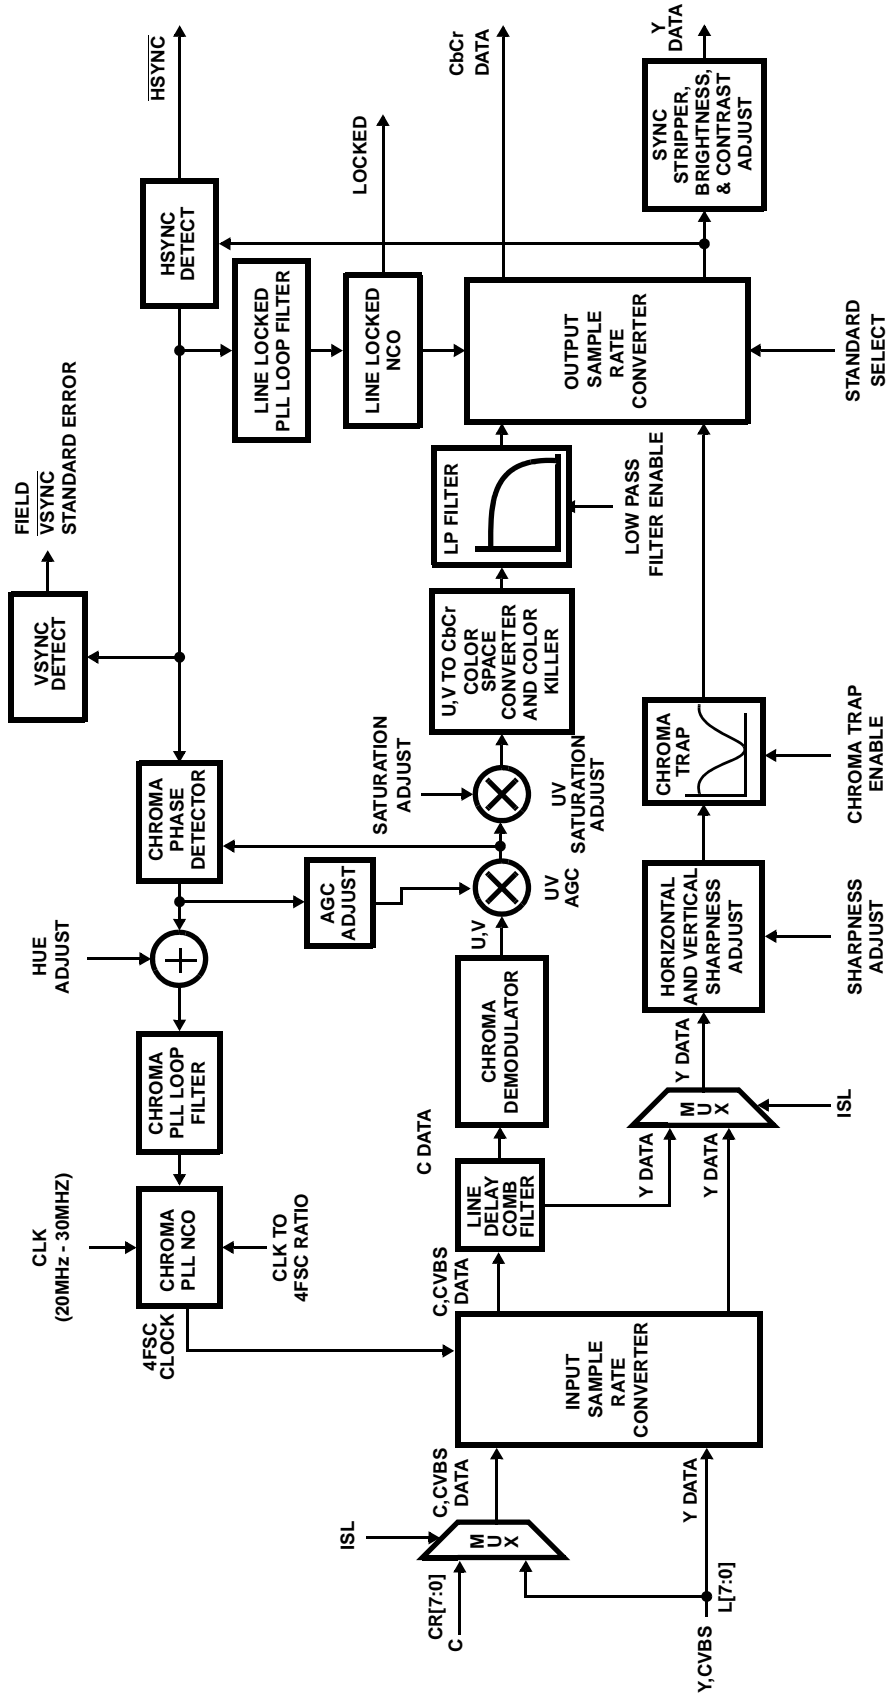 HUE
ADJUST
FIELD
VSYNC
STANDARD ERROR
HSYNC
CLK
(20MHz - 30MHZ)
CHROMA
PLL NCO
CHROMA
PLL LOOP
FILTER
CHROMA
PHASE
DETECTOR
VSYNC
DETECT
HSYNC
DETECT
4FSC
CLOCK
CLK TO
4FSC RATIO
AGC
ADJUST
SATURATION
ADJUST
LINE LOCKED
PLL LOOP FILTER
LINE LOCKED
NCO
LOCKED
ISL
CR[7:0]
C
M
U
X
C,CVBS
DATA
INPUT
SAMPLE
RATE
CONVERTER
C,CVBS
DATA
LINE
DELAY
COMB
FILTER
C DATA
CHROMA
DEMODULATOR
U,V
UV
AGC
UV
SATURATION
ADJUST
U,V TO CbCr
COLOR
SPACE
CONVERTER
AND COLOR
KILLER
LP FILTER
LOW PASS
FILTER ENABLE
OUTPUT
SAMPLE
RATE
CONVERTER
CbCr
DATA
Y,CVBS
L[7:0]
Y DATA
Y DATA
Y DATA
M
U
X
ISL
Y DATA
HORIZONTAL
AND VERTICAL
SHARPNESS
ADJUST
SHARPNESS
ADJUST
CHROMA
TRAP
CHROMA TRAP
ENABLE
STANDARD
SELECT
SYNC
STRIPPER,
BRIGHTNESS,
& CONTRAST
ADJUST
Y
DATA